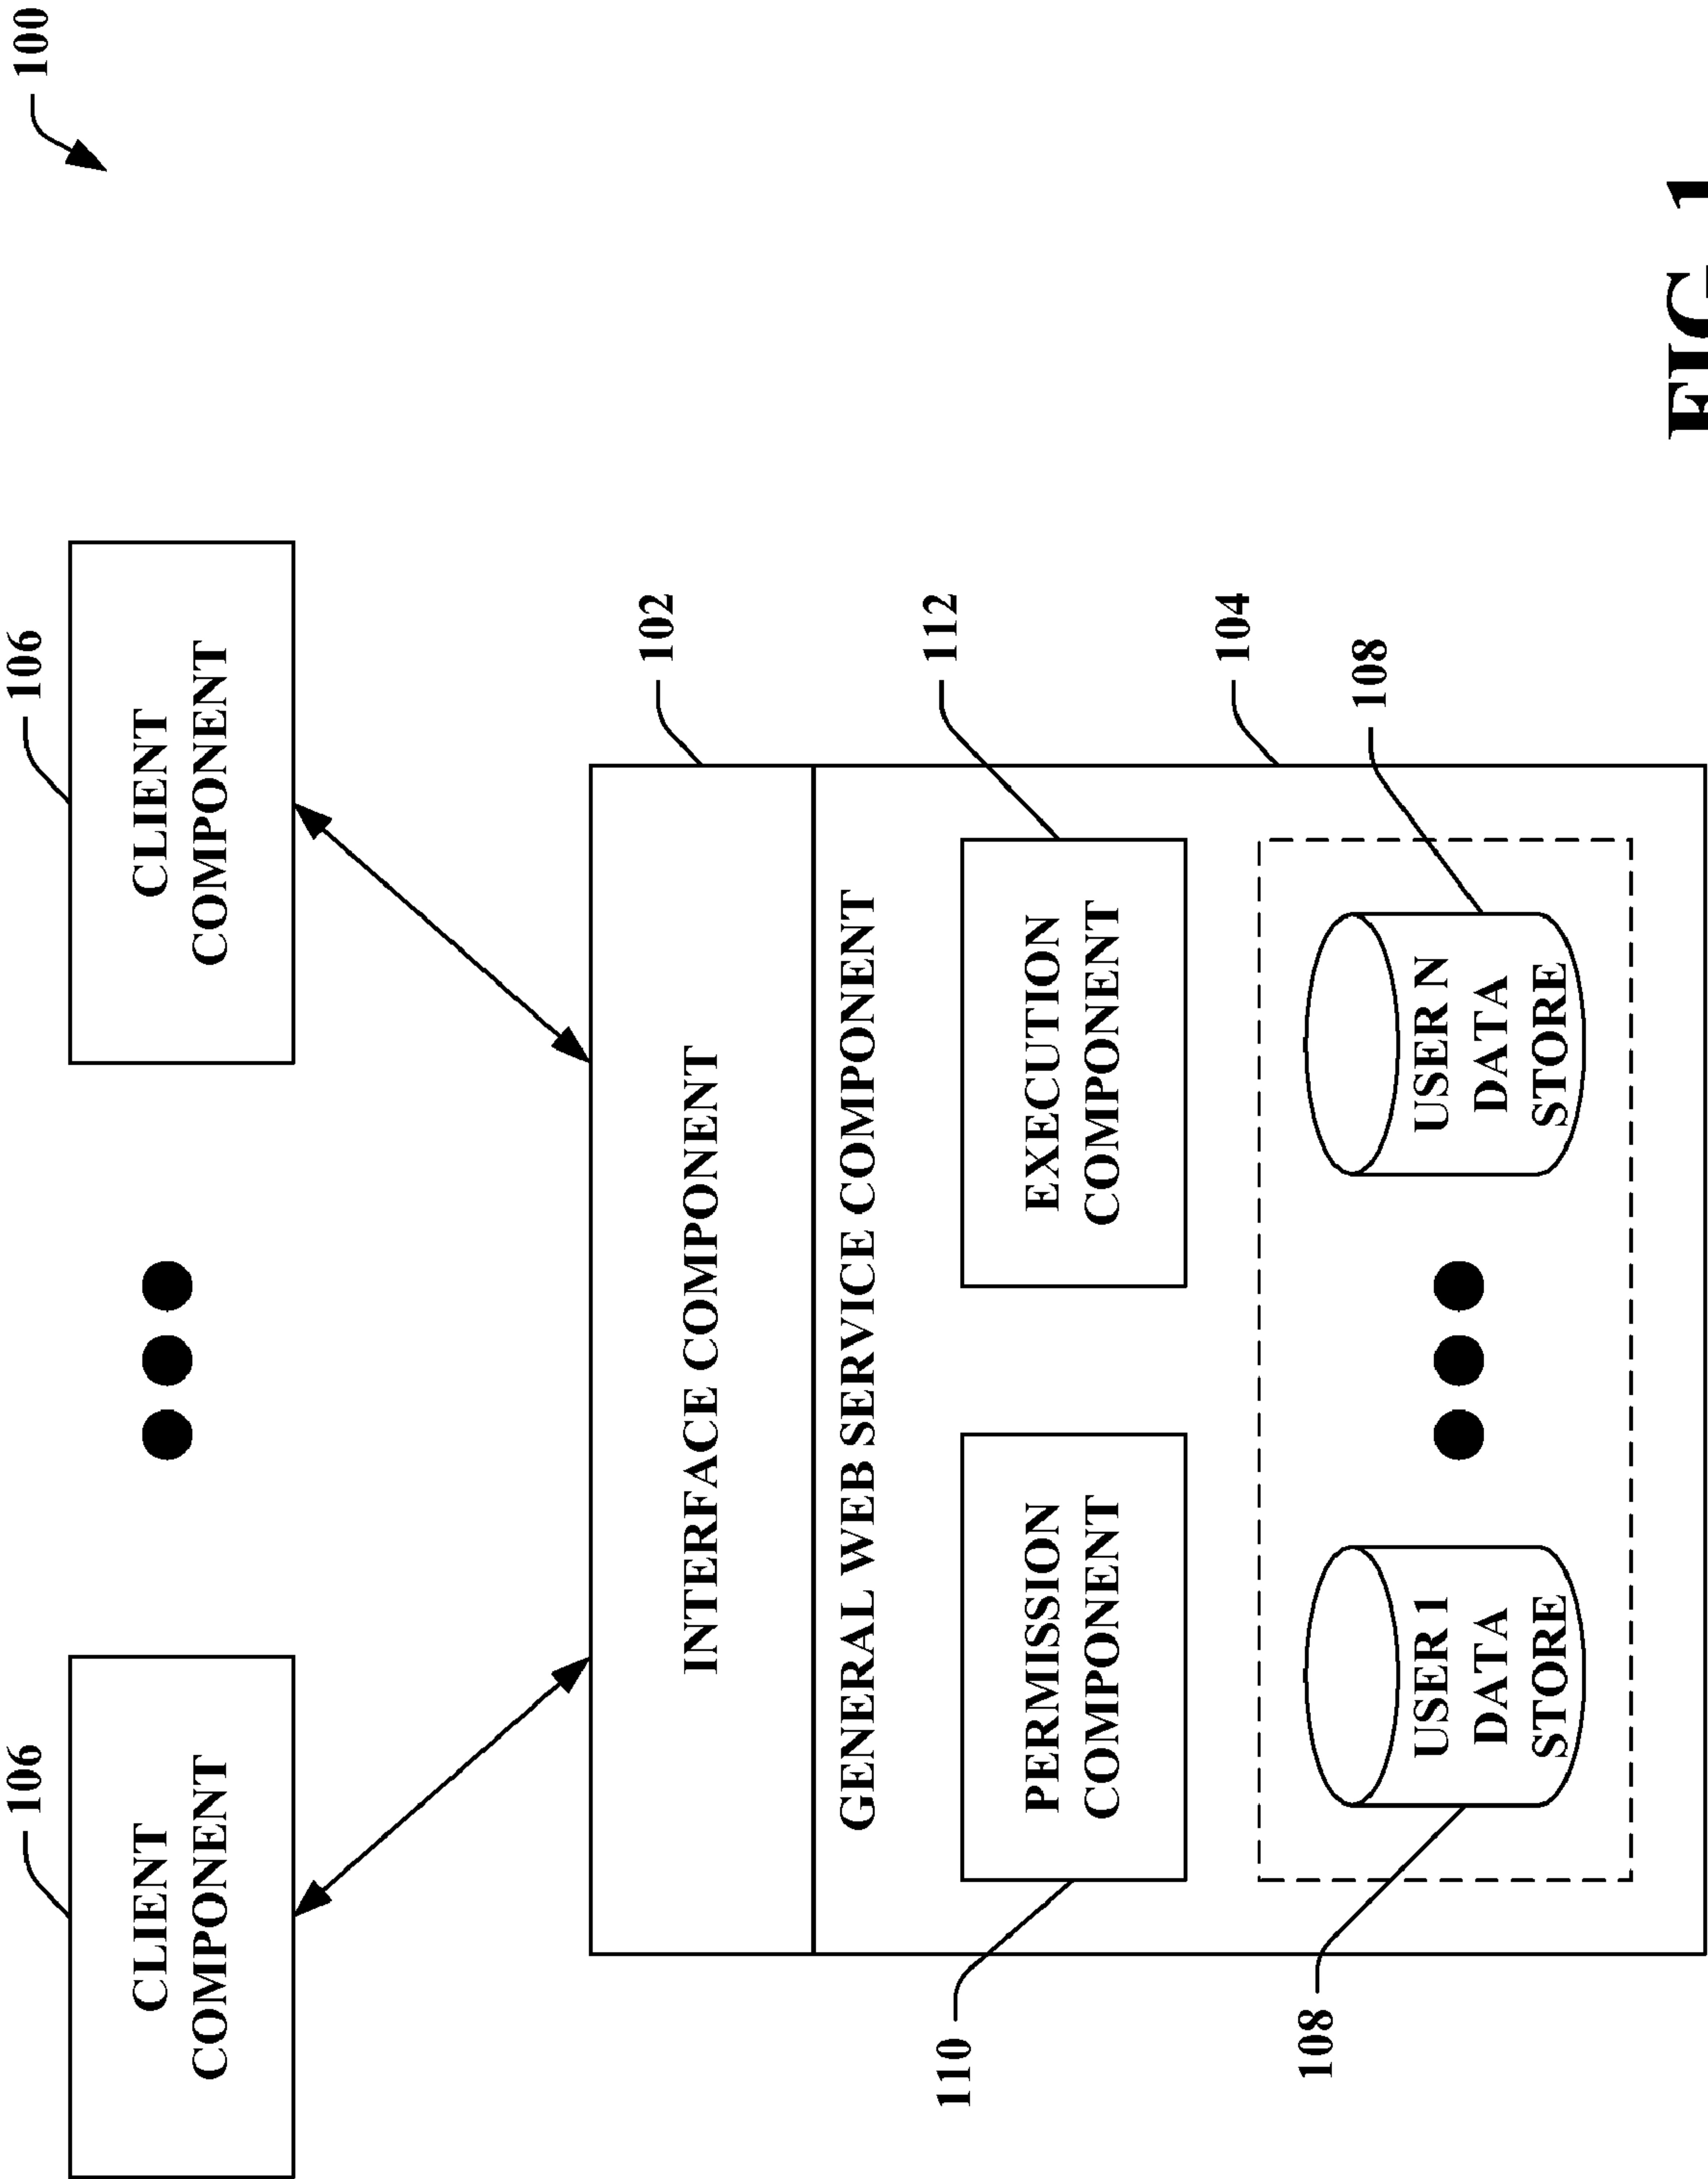 100
106
106
CLIENT
COMPONENT
CLIENT
COMPONENT
102
INTERFACE COMPONENT
GENERAL WEB SERVICE COMPONENT
110
112
PERMISSION
COMPONENT
EXECUTION
COMPONENT
104
108
108
USER 1
DATA
STORE
USER N
DATA
STORE
FIG. 1